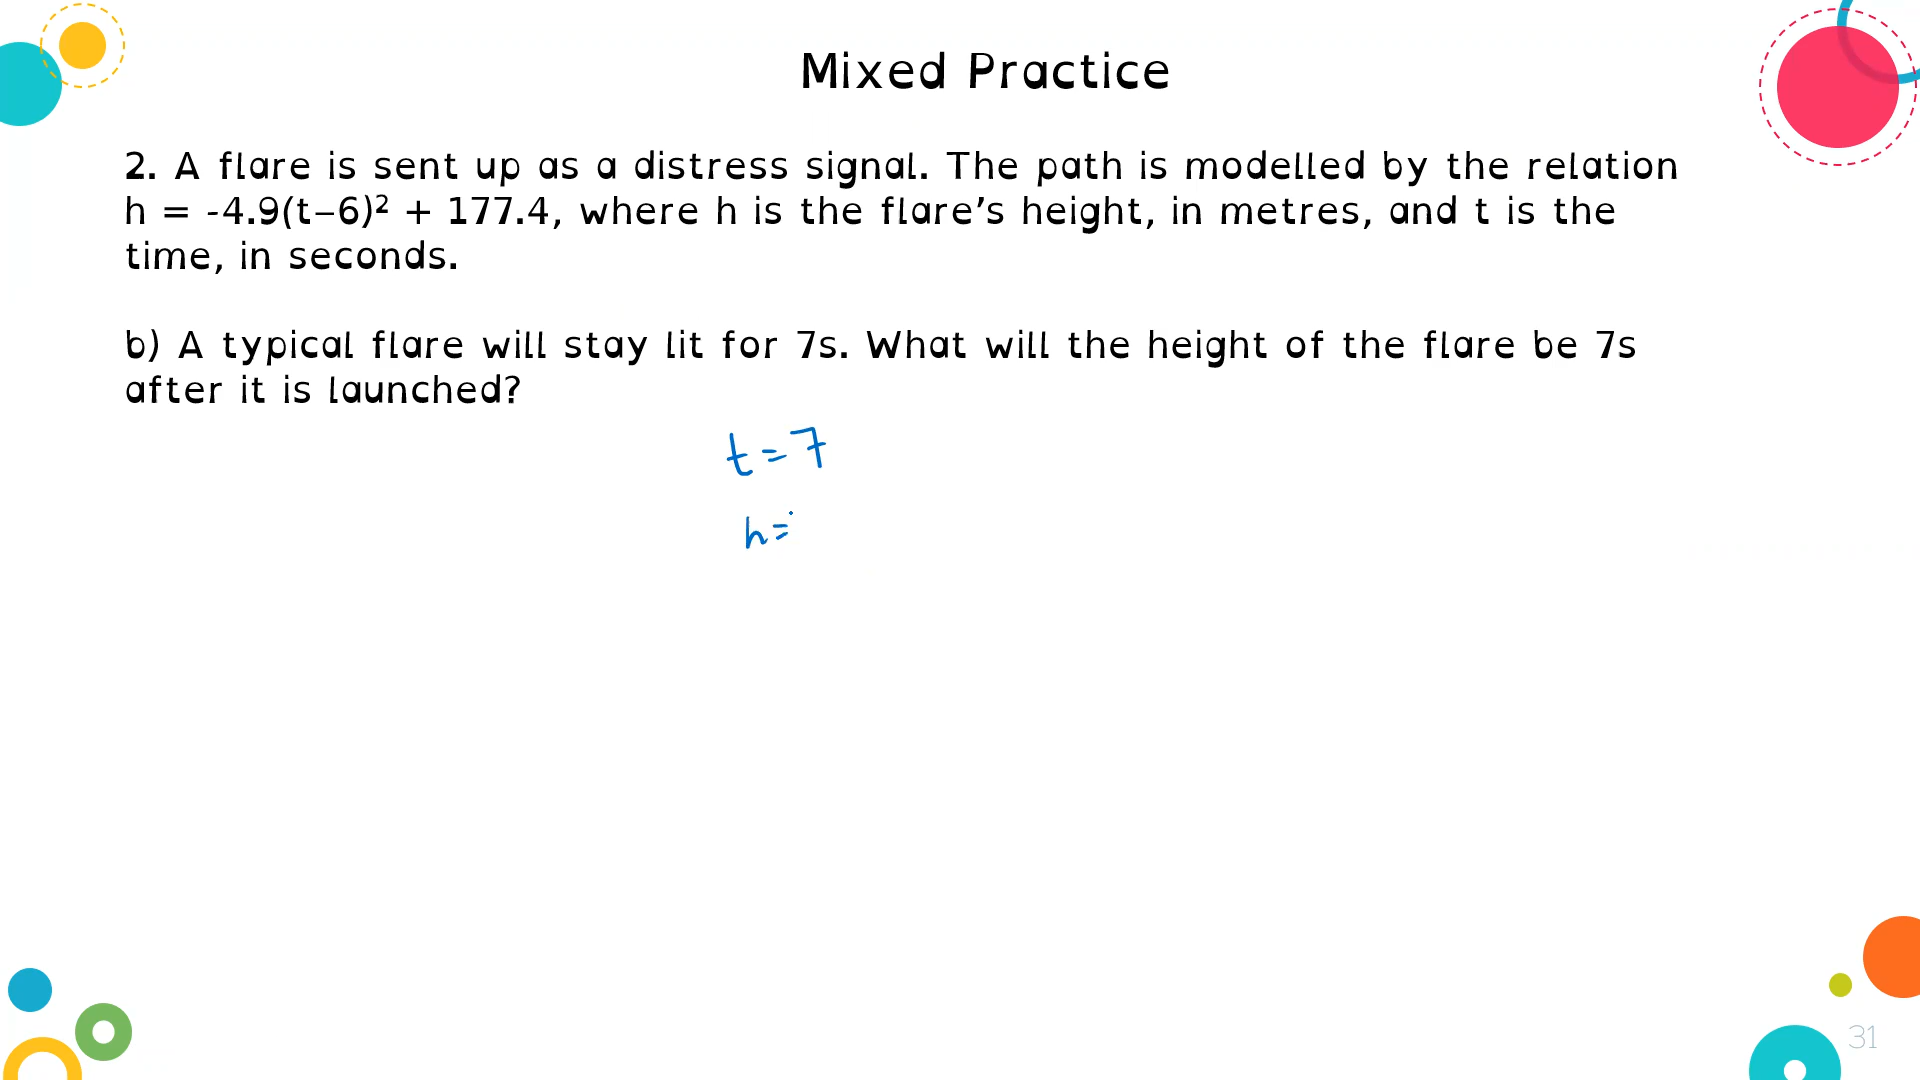 Mixed Practice
2. A flare is sent up as a distress signal. The path is modelled by the relation
h = -4.9(t–6)² + 177.4, where h is the flare’s height, in metres, and t is the
time, in seconds.
b) A typical flare will stay lit for 7s. What will the height of the flare be 7s
after it is launched?
t = 7
h =
31